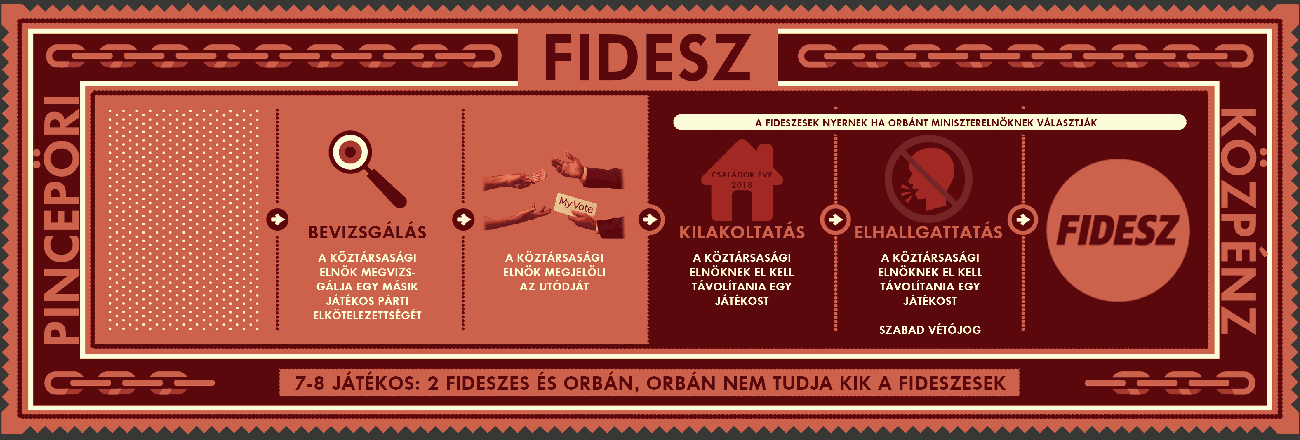 FIDESZ
PINCEPÖRI
KÖZPÉNZ
A FIDESZESEK NYERNEK HA ORBÁNT MINISZTERELNÖKNEK VÁLASZTJÁK
BEVIZSGÁLÁS
A KÖZTÁRSASÁGI
ELNÖK MEGVIZS-
GÁLJA EGY MÁSIK
JÁTÉKOS PÁRTI
ELKÖTELEZETTSÉGÉT
My Vote
A KÖZTÁRSASÁGI
ELNÖK MEGJELÖLI
AZ UTÓDJÁT
CSALÁDOK ÉVE
2018
KILAKOLTATÁS
A KÖZTÁRSASÁGI
ELNÖKNEK EL KELL
TÁVOLÍTANIA EGY
JÁTÉKOST
ELHALLGATTATÁS
A KÖZTÁRSASÁGI
ELNÖKNEK EL KELL
TÁVOLÍTANIA EGY
JÁTÉKOST
SZABAD VÉTÓJOG
FIDESZ
7-8 JÁTÉKOS: 2 FIDESZES ÉS ORBÁN, ORBÁN NEM TUDJA KIK A FIDESZESEK